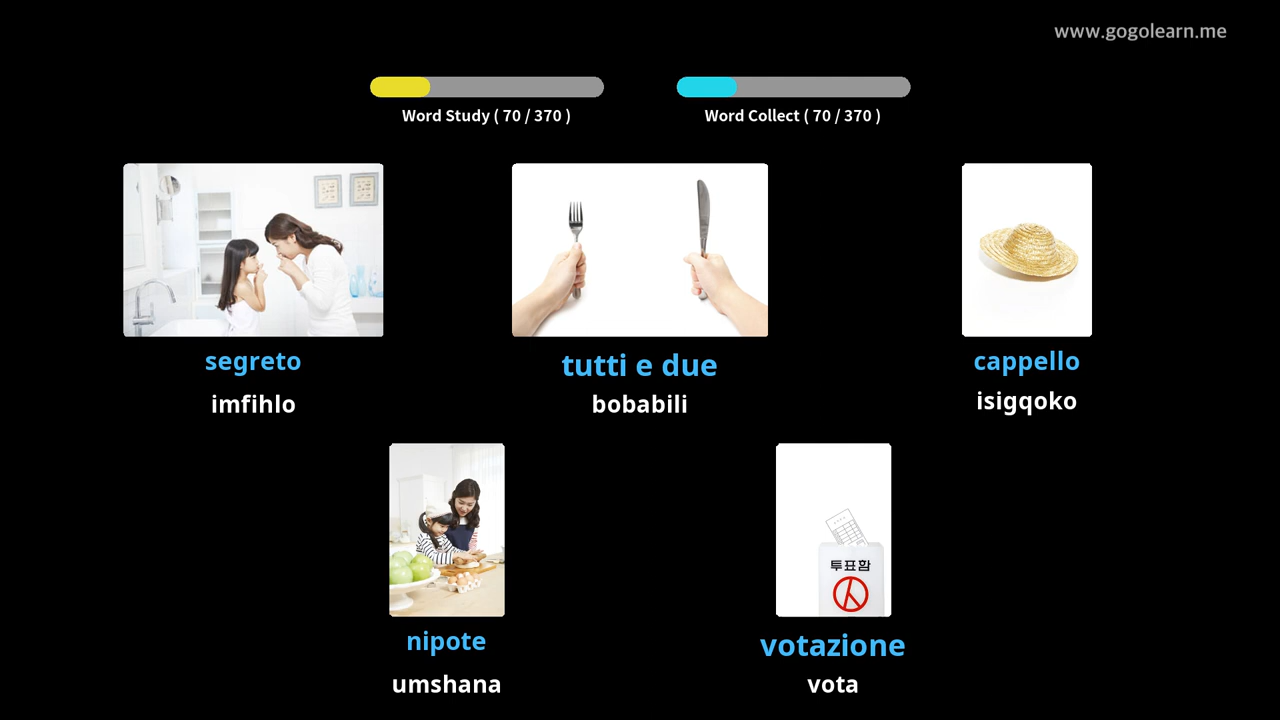 www.gogolearn.me
Word Study ( 70 / 370 )
Word Collect ( 70 / 370 )
segreto
imfihlo
tutti e due
bobabili
cappello
isigqoko
nipote
umshana
투표함
votazione
vota